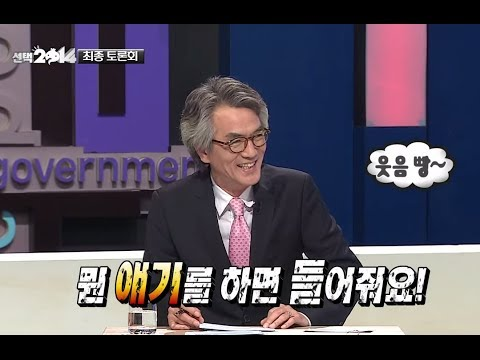 선택 2014 최종 토론회
government
웃음 빵~
뭔 얘기를 하면 들어줘요!